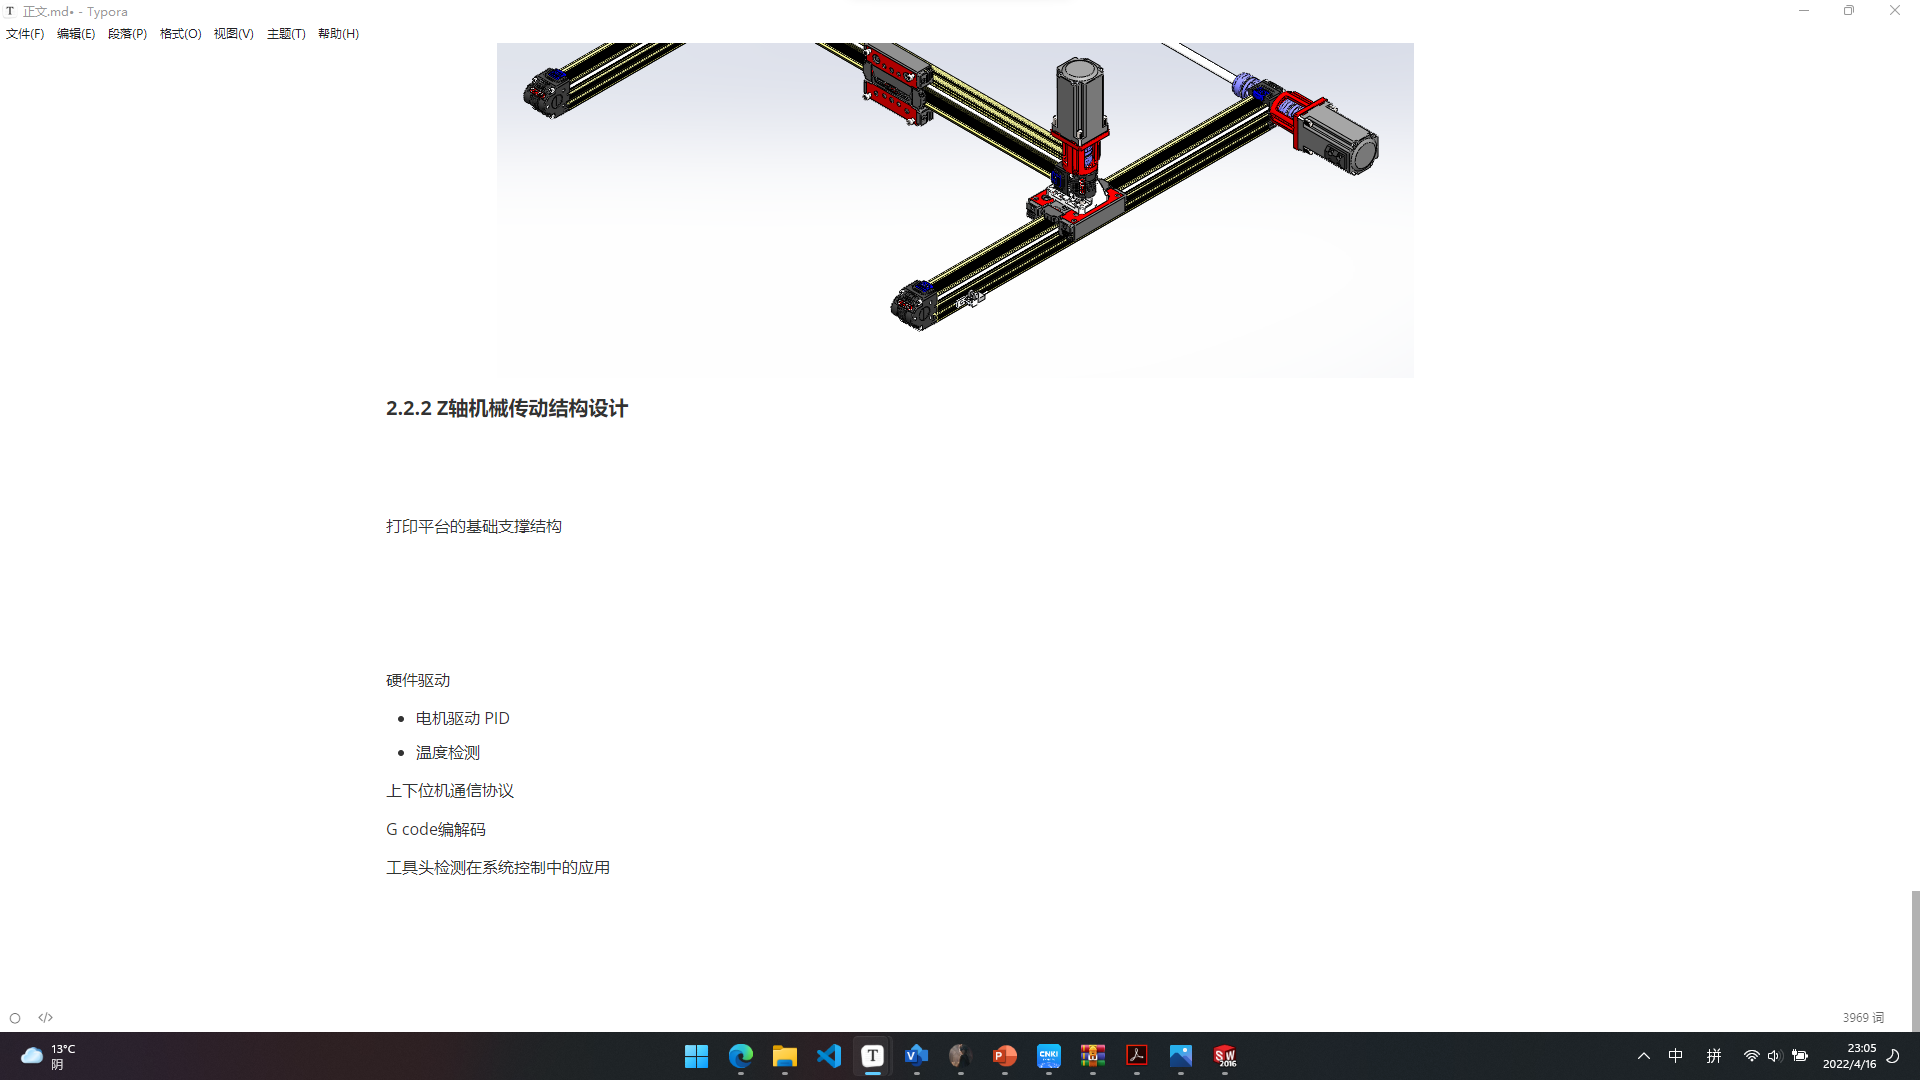 T 正文.md• - Typora
文件(F) 编辑(E) 段落(P) 格式(O) 视图(V) 主题(T) 帮助(H)
2.2.2 Z轴机械传动结构设计
打印平台的基础支撑结构
硬件驱动
电机驱动 PID
温度检测
上下位机通信协议
G code编解码
工具头检测在系统控制中的应用
</> 3969 词
13°C
阴
T
V
P
CNKI
SW
2016
中 拼
23:05
2022/4/16